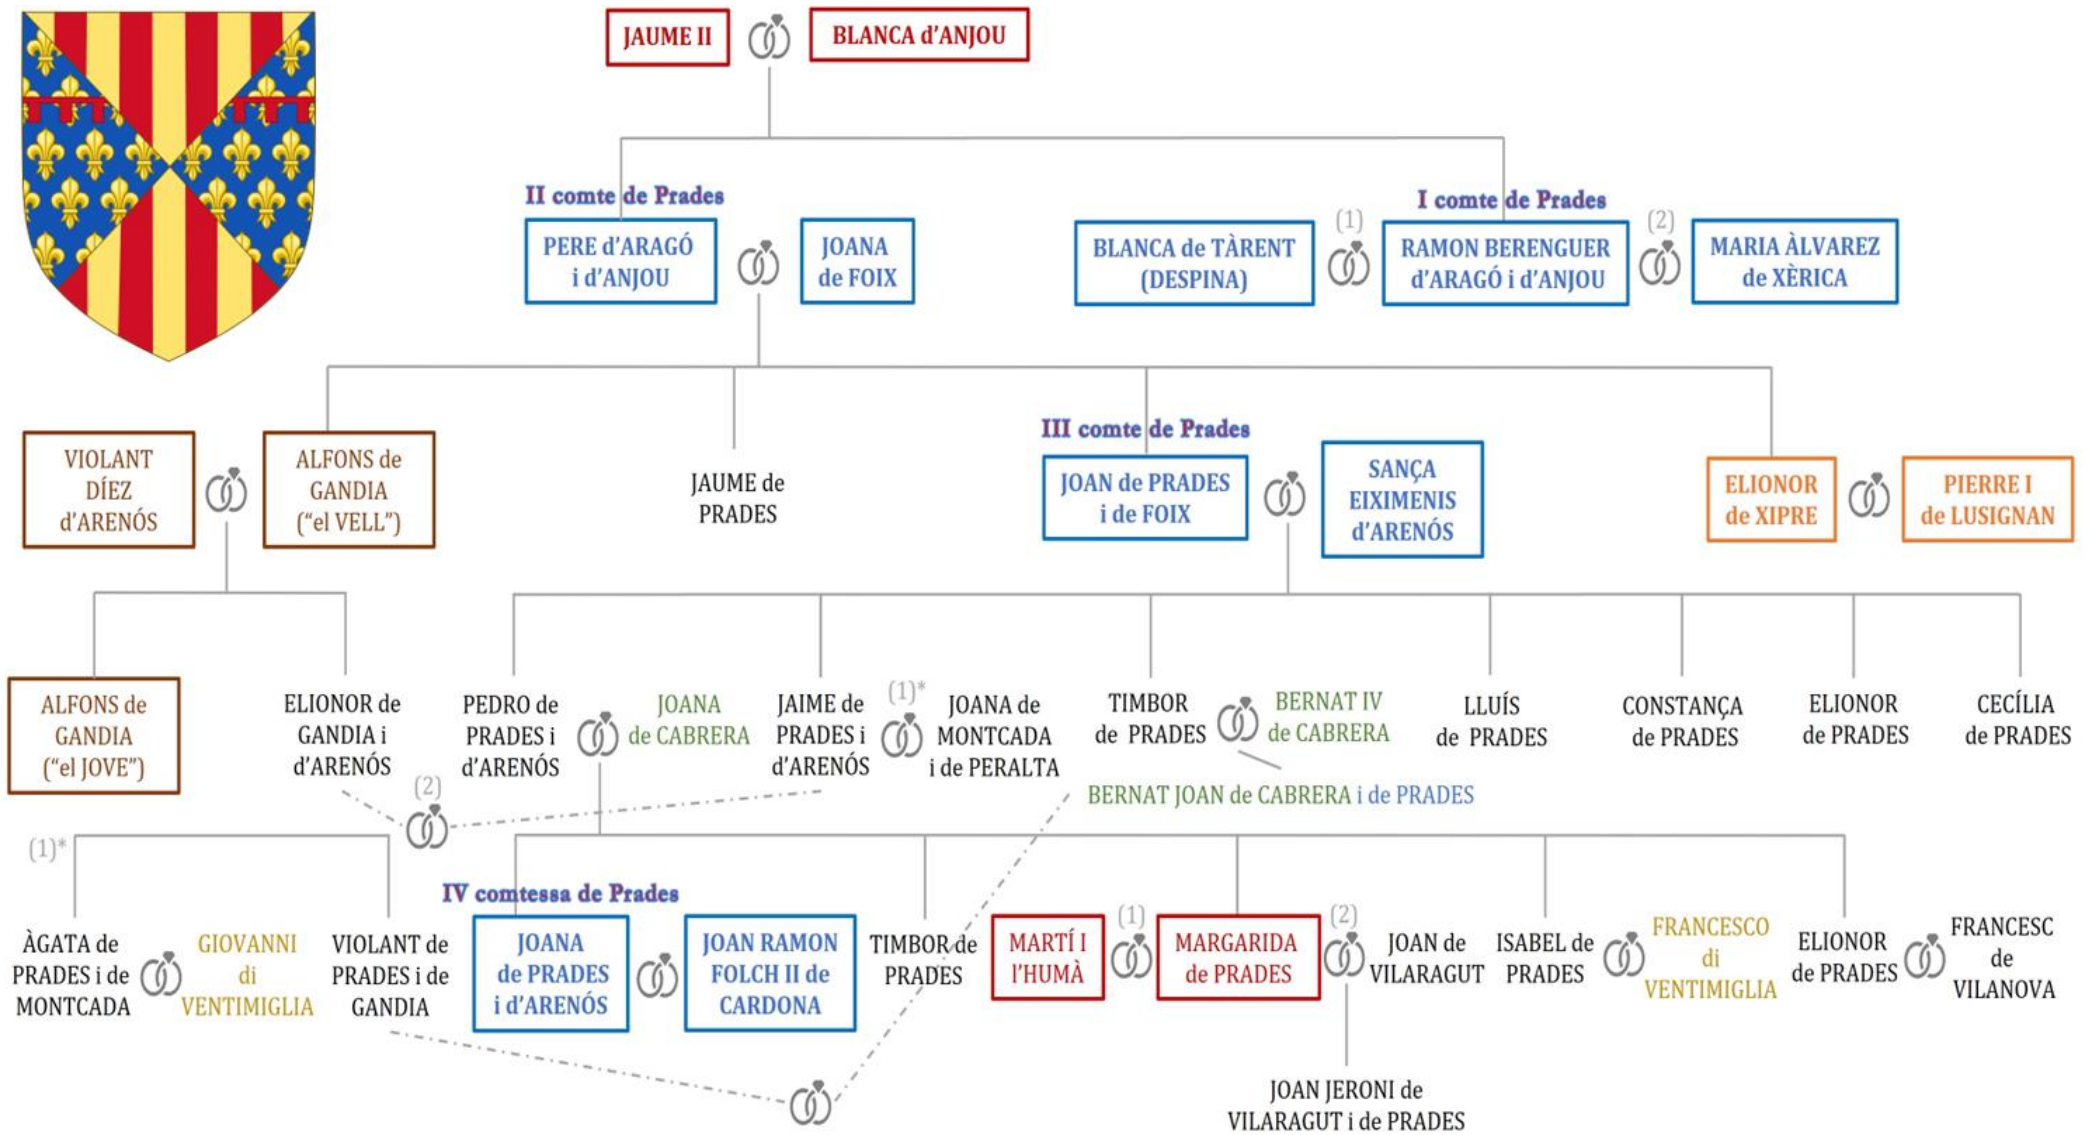 JAUME II
BLANCA d'ANJOU
II comte de Prades
I comte de Prades
PERE d'ARAGÓ
i d'ANJOU
JOANA
de FOIX
BLANCA de TÀRENT
(DESPINA)
(1)
RAMON BERENGUER
d'ARAGÓ i d'ANJOU
(2)
MARIA ÀLVAREZ
de XÈRICA
VIOLANT
DÍEZ
d'ARENÓS
ALFONS de
GANDIA
("el VELL")
JAUME de
PRADES
III comte de Prades
JOAN de PRADES
i de FOIX
SANÇA
EIXIMENIS
d'ARENÓS
ELIONOR
de XIPRE
PIERRE I
de LUSIGNAN
ALFONS de
GANDIA
("el JOVE")
ELIONOR de
GANDIA i
d'ARENÓS
PEDRO de
PRADES i
d'ARENÓS
JOANA
de CABRERA
JAIME de
PRADES i
d'ARENÓS
(1)*
JOANA de
MONTCADA
i de PERALTA
TIMBOR
de PRADES
BERNAT IV
de CABRERA
LLUÍS
de PRADES
CONSTANÇA
de PRADES
ELIONOR
de PRADES
CECÍLIA
de PRADES
(2)
BERNAT JOAN de CABRERA i de PRADES
(1)*
ÀGATA de
PRADES i de
MONTCADA
GIOVANNI
di
VENTIMIGLIA
VIOLANT de
PRADES i de
GANDIA
IV comtessa de Prades
JOANA
de PRADES
i d'ARENÓS
JOAN RAMON
FOLCH II de
CARDONA
TIMBOR de
PRADES
MARTÍ I
l'HUMÀ
(1)
MARGARIDA
de PRADES
(2)
JOAN de
VILARAGUT
ISABEL de
PRADES
FRANCESCO
di
VENTIMIGLIA
ELIONOR
de PRADES
FRANCESC
de
VILANOVA
JOAN JERONI de
VILARAGUT i de PRADES